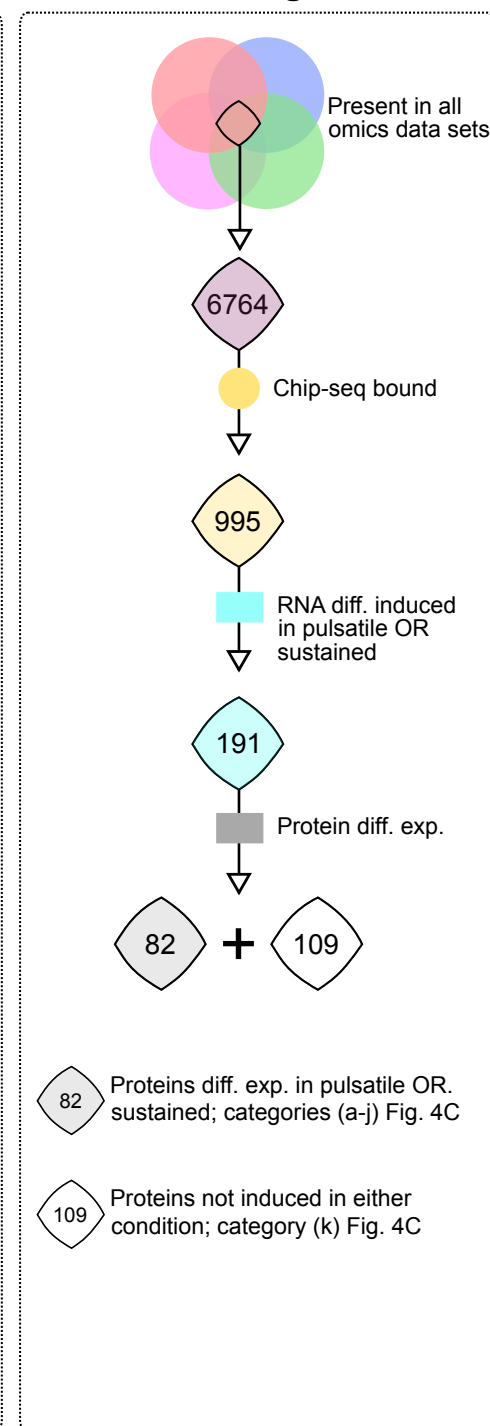 Present in all
omics data sets
6764
Chip-seq bound
995
RNA diff. induced
in pulsatile OR
sustained
191
Protein diff. exp.
82 + 109
82
Proteins diff. exp. in pulsatile OR.
sustained; categories (a-j) Fig. 4C
109
Proteins not induced in either
condition; category (k) Fig. 4C